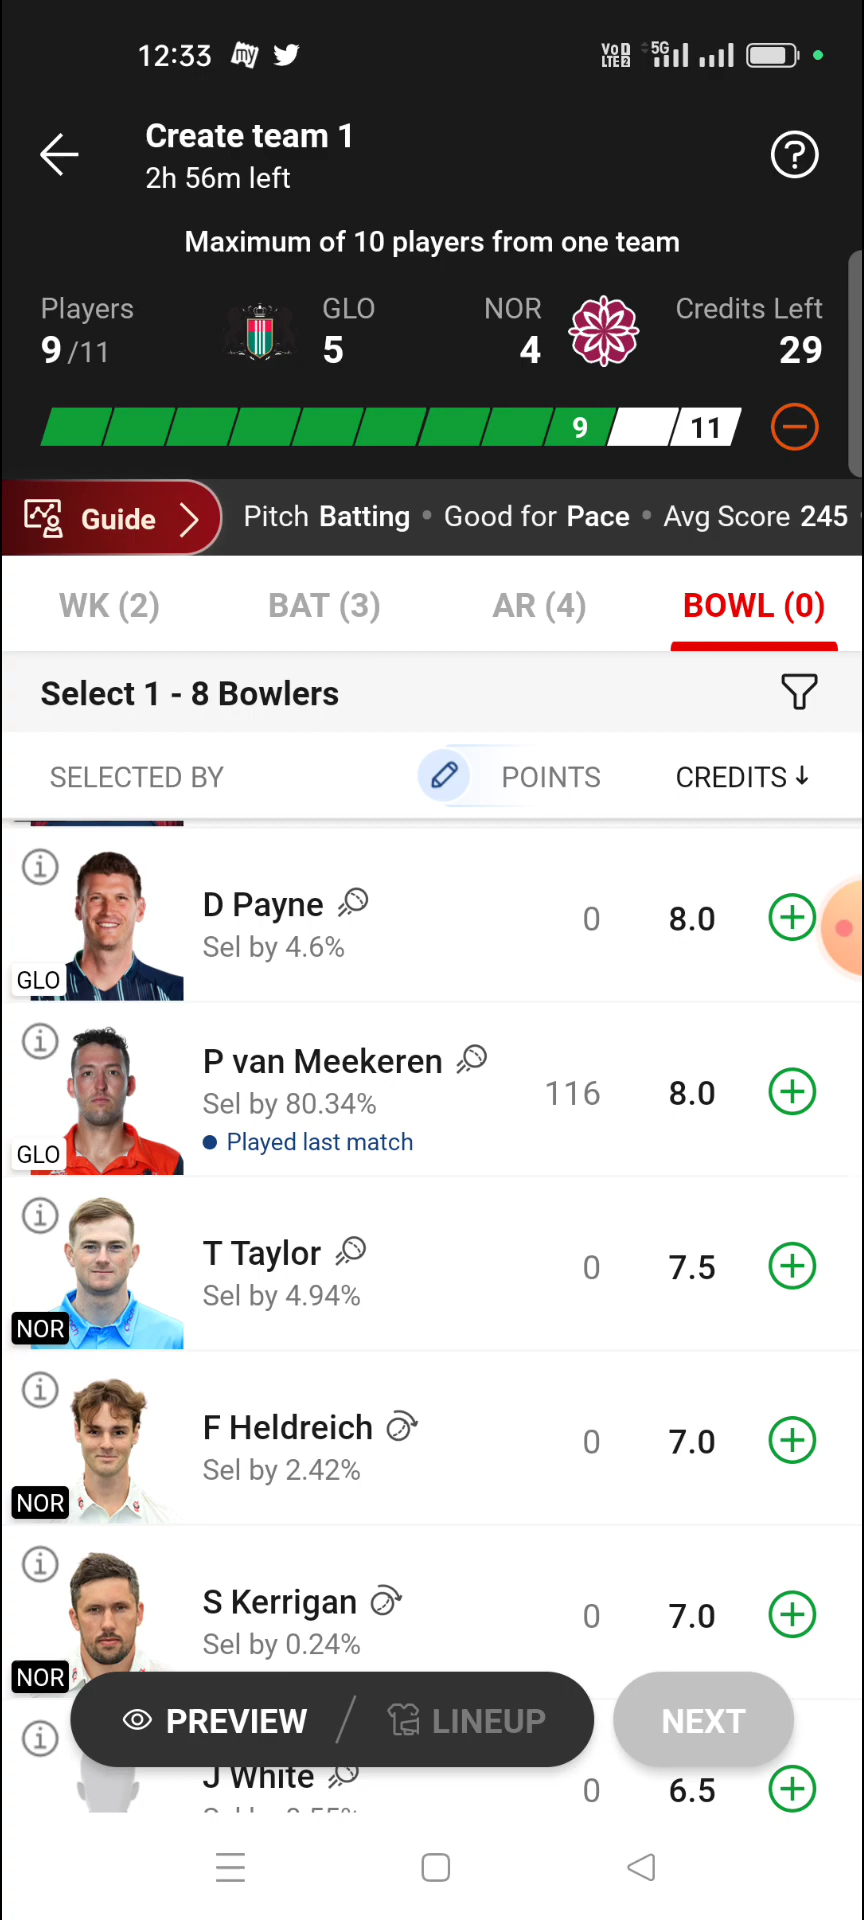 12:33 my VoD LTE2 5G
Create team 1
2h 56m left
Maximum of 10 players from one team
Players GLO NOR Credits Left
9/11 5 4 29
9 11
Guide Pitch Batting • Good for Pace • Avg Score 245
WK (2) BAT (3) AR (4) BOWL (0)
Select 1 - 8 Bowlers
SELECTED BY POINTS CREDITS ↓
D Payne
Sel by 4.6%
0 8.0
GLO
P van Meekeren
Sel by 80.34%
Played last match
116 8.0
GLO
T Taylor
Sel by 4.94%
0 7.5
NOR
F Heldreich
Sel by 2.42%
0 7.0
NOR
S Kerrigan
Sel by 0.24%
0 7.0
NOR
PREVIEW / LINEUP NEXT
J White
0 6.5